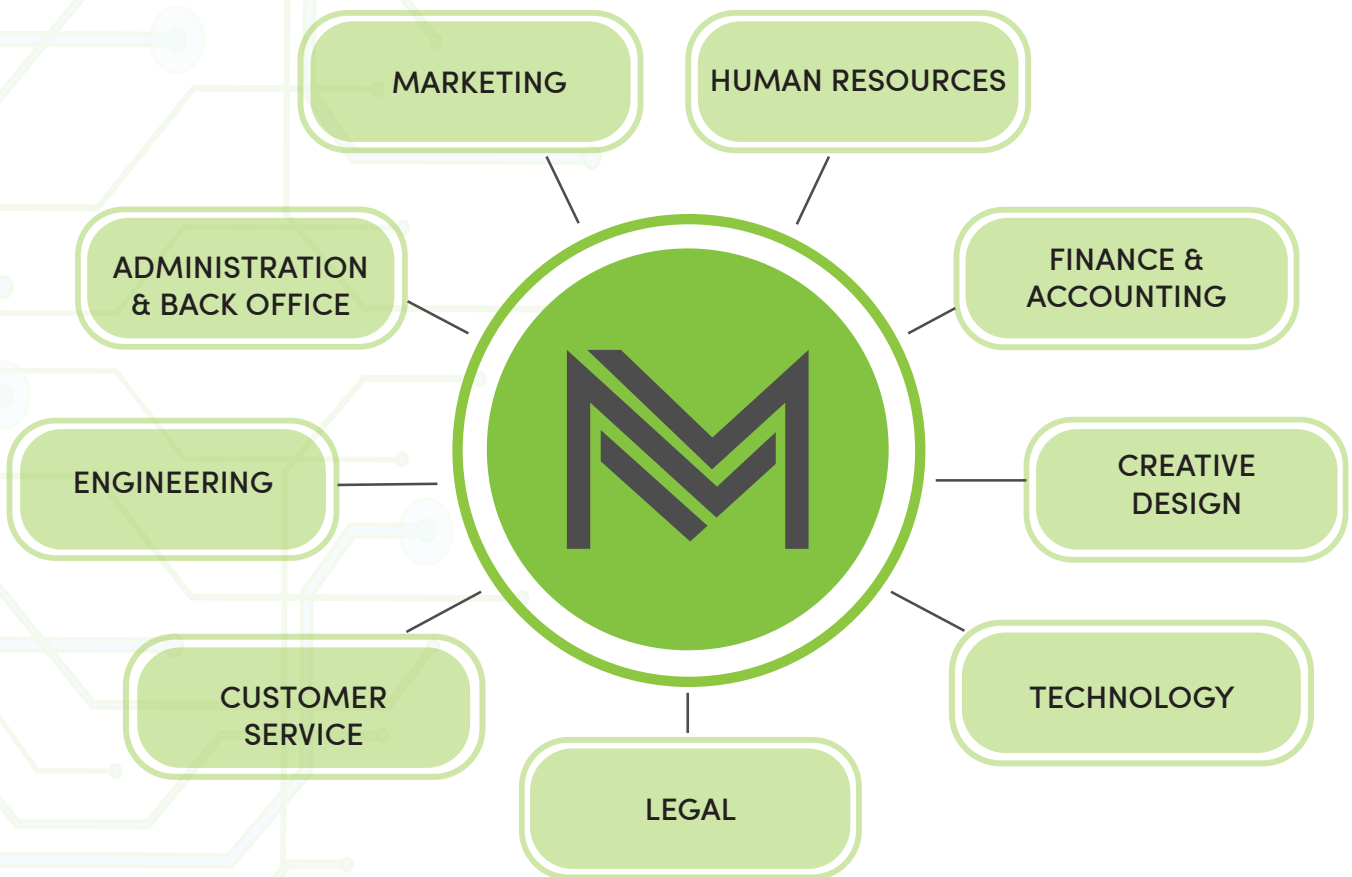 MARKETING
HUMAN RESOURCES
ADMINISTRATION
& BACK OFFICE
FINANCE &
ACCOUNTING
ENGINEERING
CREATIVE
DESIGN
CUSTOMER
SERVICE
TECHNOLOGY
LEGAL